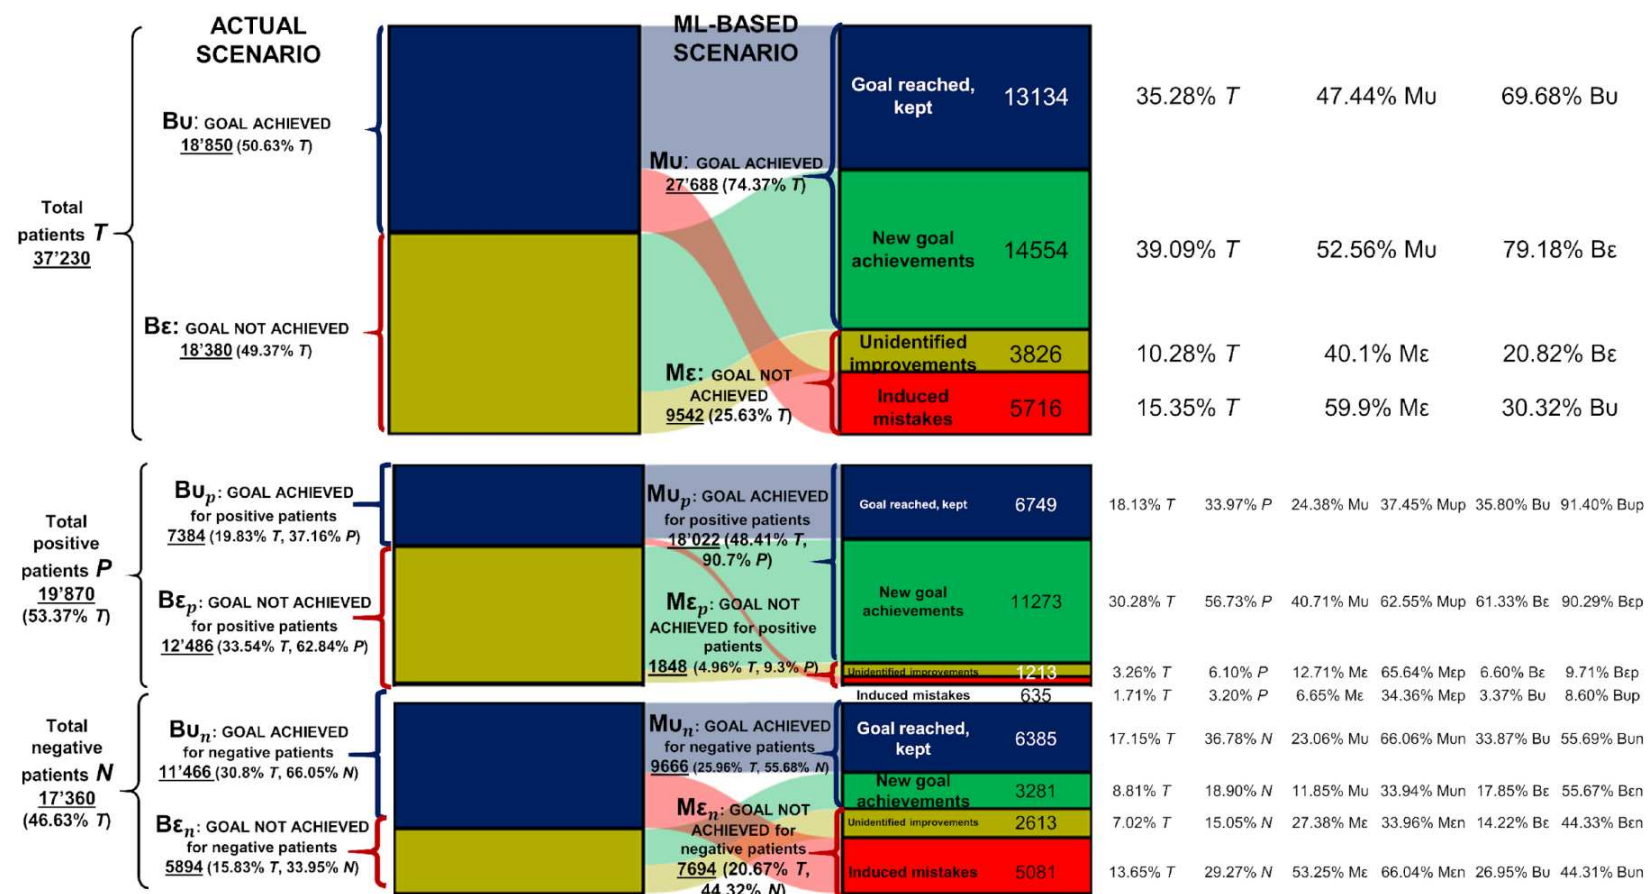 ACTUAL
SCENARIO
ML-BASED
SCENARIO
Total
patients T
37'230
Bυ: GOAL ACHIEVED
18'850 (50.63% T)
Bε: GOAL NOT ACHIEVED
18'380 (49.37% T)
Mυ: GOAL ACHIEVED
27'688 (74.37% T)
Mε: GOAL NOT
ACHIEVED
9542 (25.63% T)
Goal reached,
kept 13134 35.28% T 47.44% Mυ 69.68% Bυ
New goal
achievements 14554 39.09% T 52.56% Mυ 79.18% Bε
Unidentified
improvements 3826 10.28% T 40.1% Mε 20.82% Bε
Induced
mistakes 5716 15.35% T 59.9% Mε 30.32% Bυ
Total
positive
patients P
19'870
(53.37% T)
Bυp: GOAL ACHIEVED
for positive patients
7384 (19.83% T, 37.16% P)
Bεp: GOAL NOT ACHIEVED
for positive patients
12'486 (33.54% T, 62.84% P)
Mυp: GOAL ACHIEVED
for positive patients
18'022 (48.41% T,
90.7% P)
Mεp: GOAL NOT
ACHIEVED for positive
patients
1848 (4.96% T, 9.3% P)
Goal reached, kept 6749 18.13% T 33.97% P 24.38% Mυ 37.45% Mυp 35.80% Bυ 91.40% Bυp
New goal
achievements 11273 30.28% T 56.73% P 40.71% Mυ 62.55% Mυp 61.33% Bε 90.29% Bεp
Unidentified improvements 1213 3.26% T 6.10% P 12.71% Mε 65.64% Mεp 6.60% Bε 9.71% Bεp
Induced mistakes 635 1.71% T 3.20% P 6.65% Mε 34.36% Mεp 3.37% Bυ 8.60% Bυp
Total
negative
patients N
17'360
(46.63% T)
Bυn: GOAL ACHIEVED
for negative patients
11'466 (30.8% T, 66.05% N)
Bεn: GOAL NOT ACHIEVED
for negative patients
5894 (15.83% T, 33.95% N)
Mυn: GOAL ACHIEVED
for negative patients
9666 (25.96% T, 55.68% N)
Mεn: GOAL NOT
ACHIEVED for
negative patients
7694 (20.67% T,
44.32% N)
Goal reached,
kept 6385 17.15% T 36.78% N 23.06% Mυ 66.06% Mυn 33.87% Bυ 55.69% Bυn
New goal
achievements 3281 8.81% T 18.90% N 11.85% Mυ 33.94% Mυn 17.85% Bε 55.67% Bεn
Unidentified improvements 2613 7.02% T 15.05% N 27.38% Mε 33.96% Mεn 14.22% Bε 44.33% Bεn
Induced mistakes 5081 13.65% T 29.27% N 53.25% Mε 66.04% Mεn 26.95% Bυ 44.31% Bυn